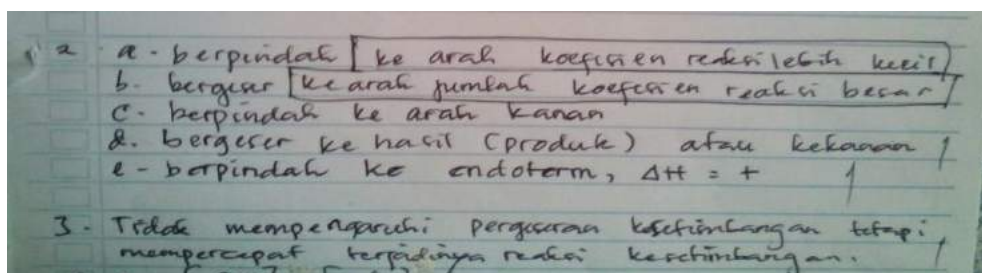 2 a - berpindah ke arah koefisien reaksi lebih kecil
b. bergeser ke arah jumlah koefesien reaksi besar
c - berpindah ke arah kanan
d. bergeser ke hasil (produk) atau kekanan
e - berpindah ke endoterm, ΔH = +
3. Tidak mempengaruhi pergeseran kesetimbangan tetapi
mempercepat terjadinya reaksi kesetimbangan.